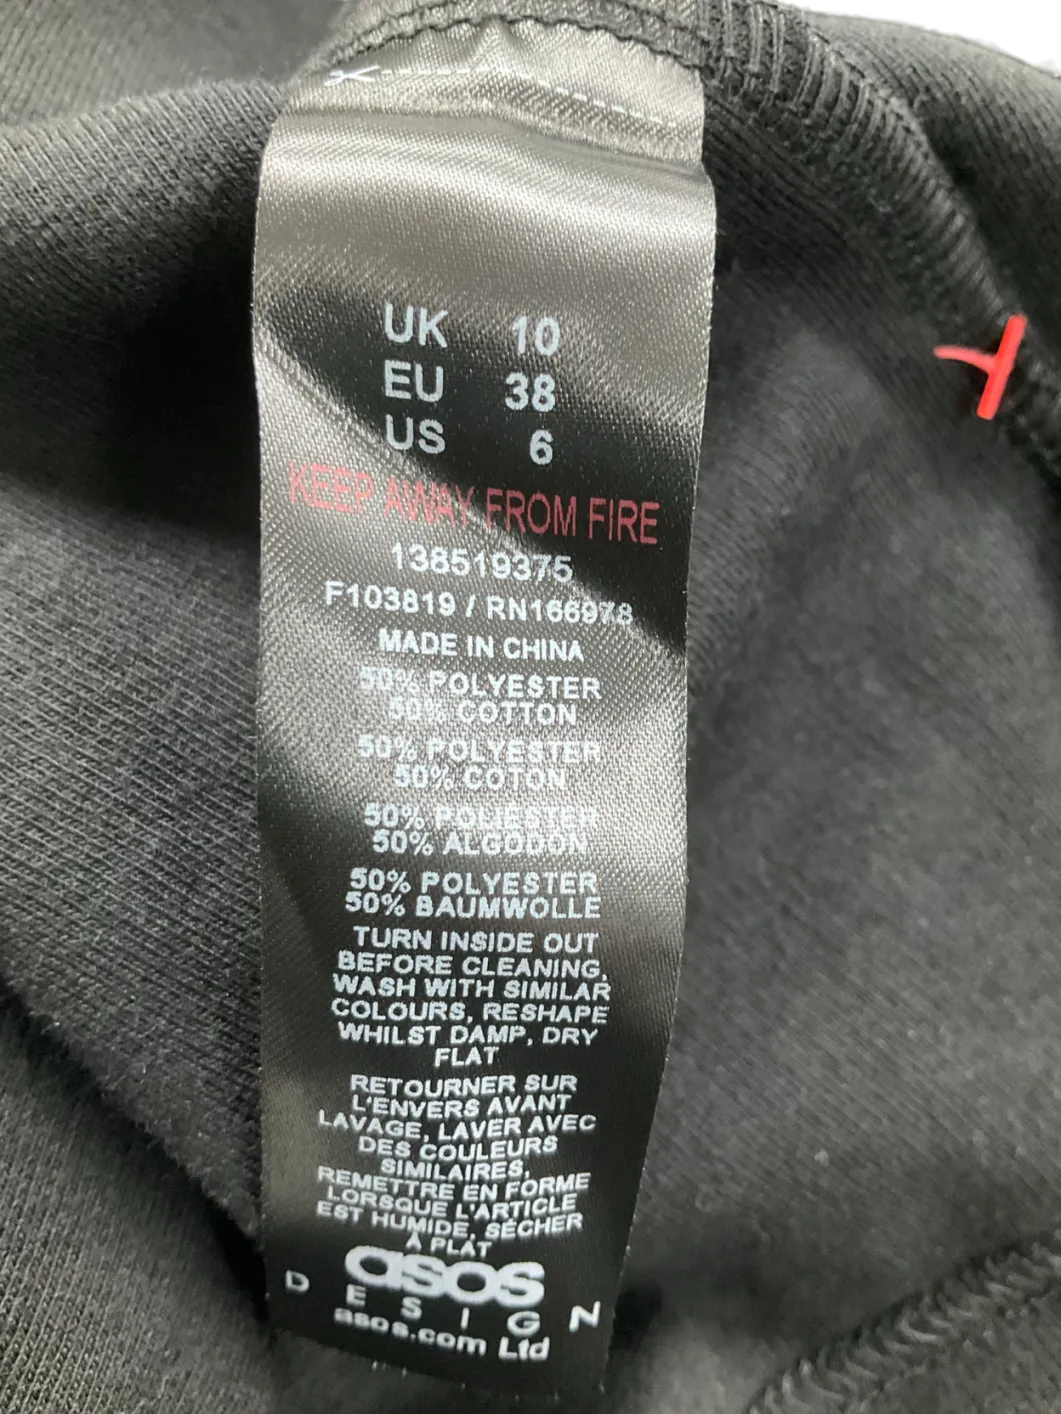 UK 10
EU 38
US 6
KEEP AWAY FROM FIRE
138519375
F103819 / RN166978
MADE IN CHINA
50% POLYESTER
50% COTTON
50% POLYESTER
50% COTON
50% POLIESTER
50% ALGODON
50% POLYESTER
50% BAUMWOLLE
TURN INSIDE OUT
BEFORE CLEANING,
WASH WITH SIMILAR
COLOURS, RESHAPE
WHILST DAMP, DRY
FLAT
RETOURNER SUR
L'ENVERS AVANT
LAVAGE, LAVER AVEC
DES COULEURS
SIMILAIRES,
REMETTRE EN FORME
LORSQUE L'ARTICLE
EST HUMIDE, SÉCHER
À PLAT
asos
DESIGN
asos.com Ltd